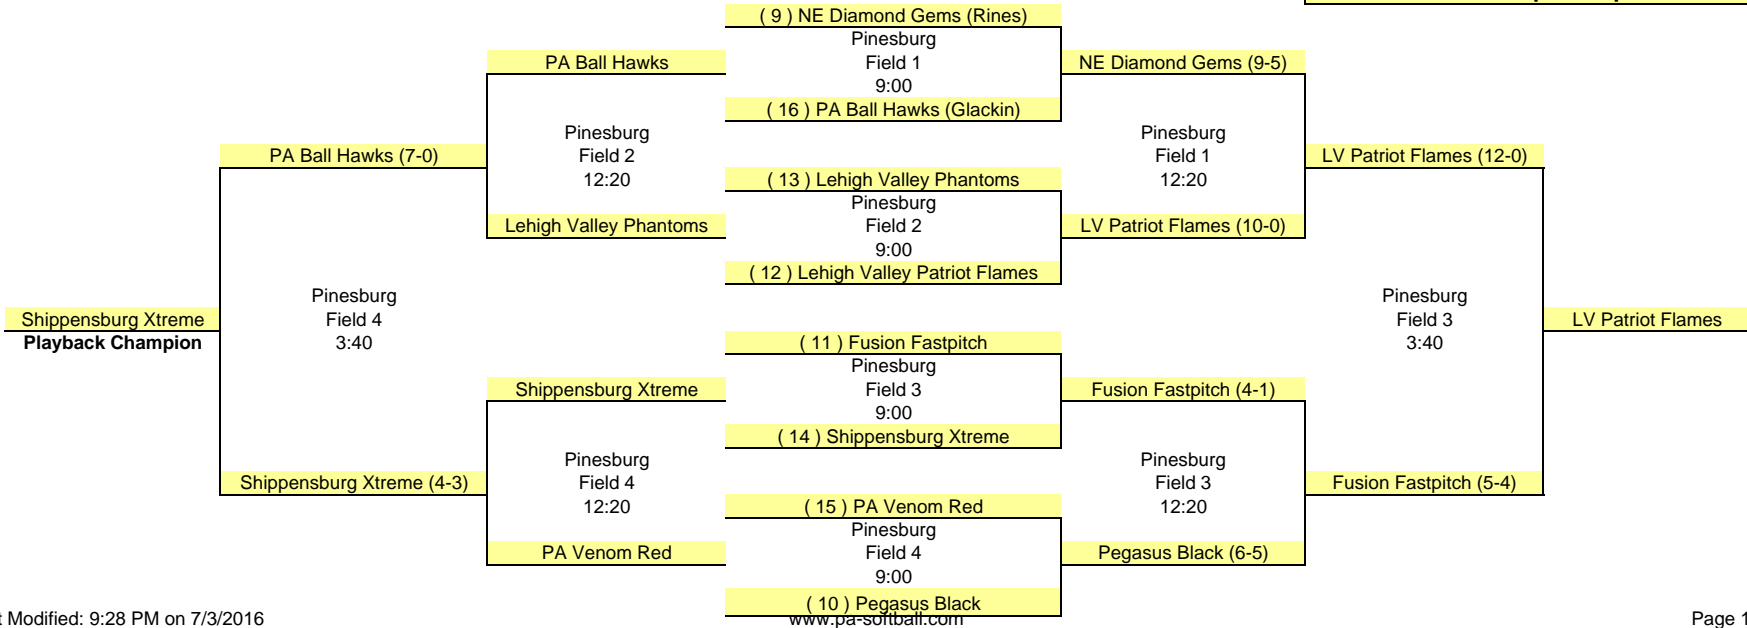 ( 9 ) NE Diamond Gems (Rines)
Pinesburg
PA Ball Hawks
Field 1
NE Diamond Gems (9-5)
9:00
( 16 ) PA Ball Hawks (Glackin)
Pinesburg
Pinesburg
PA Ball Hawks (7-0)
Field 2
Field 1
LV Patriot Flames (12-0)
12:20
( 13 ) Lehigh Valley Phantoms
12:20
Pinesburg
Lehigh Valley Phantoms
Field 2
LV Patriot Flames (10-0)
9:00
( 12 ) Lehigh Valley Patriot Flames
Pinesburg
Pinesburg
Shippensburg Xtreme
Field 4
Field 3
LV Patriot Flames
Playback Champion
3:40
( 11 ) Fusion Fastpitch
3:40
Pinesburg
Shippensburg Xtreme
Field 3
Fusion Fastpitch (4-1)
9:00
( 14 ) Shippensburg Xtreme
Pinesburg
Pinesburg
Shippensburg Xtreme (4-3)
Field 4
Field 3
Fusion Fastpitch (5-4)
12:20
( 15 ) PA Venom Red
12:20
Pinesburg
PA Venom Red
Field 4
Pegasus Black (6-5)
9:00
( 10 ) Pegasus Black
Modified: 9:28 PM on 7/3/2016
www.pa-softball.com
Page 1